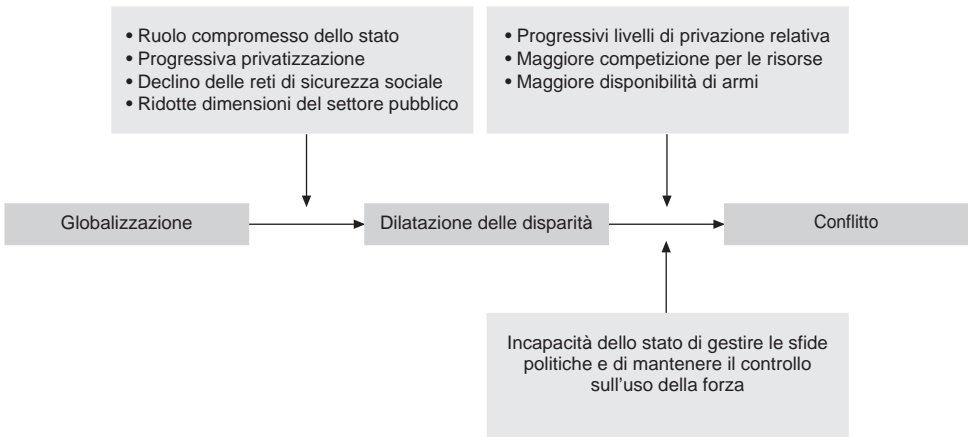 • Ruolo compromesso dello stato
• Progressiva privatizzazione
• Declino delle reti di sicurezza sociale
• Ridotte dimensioni del settore pubblico
• Progressivi livelli di privazione relativa
• Maggiore competizione per le risorse
• Maggiore disponibilità di armi
Globalizzazione
Dilatazione delle disparità
Conflitto
Incapacità dello stato di gestire le sfide
politiche e di mantenere il controllo
sull'uso della forza